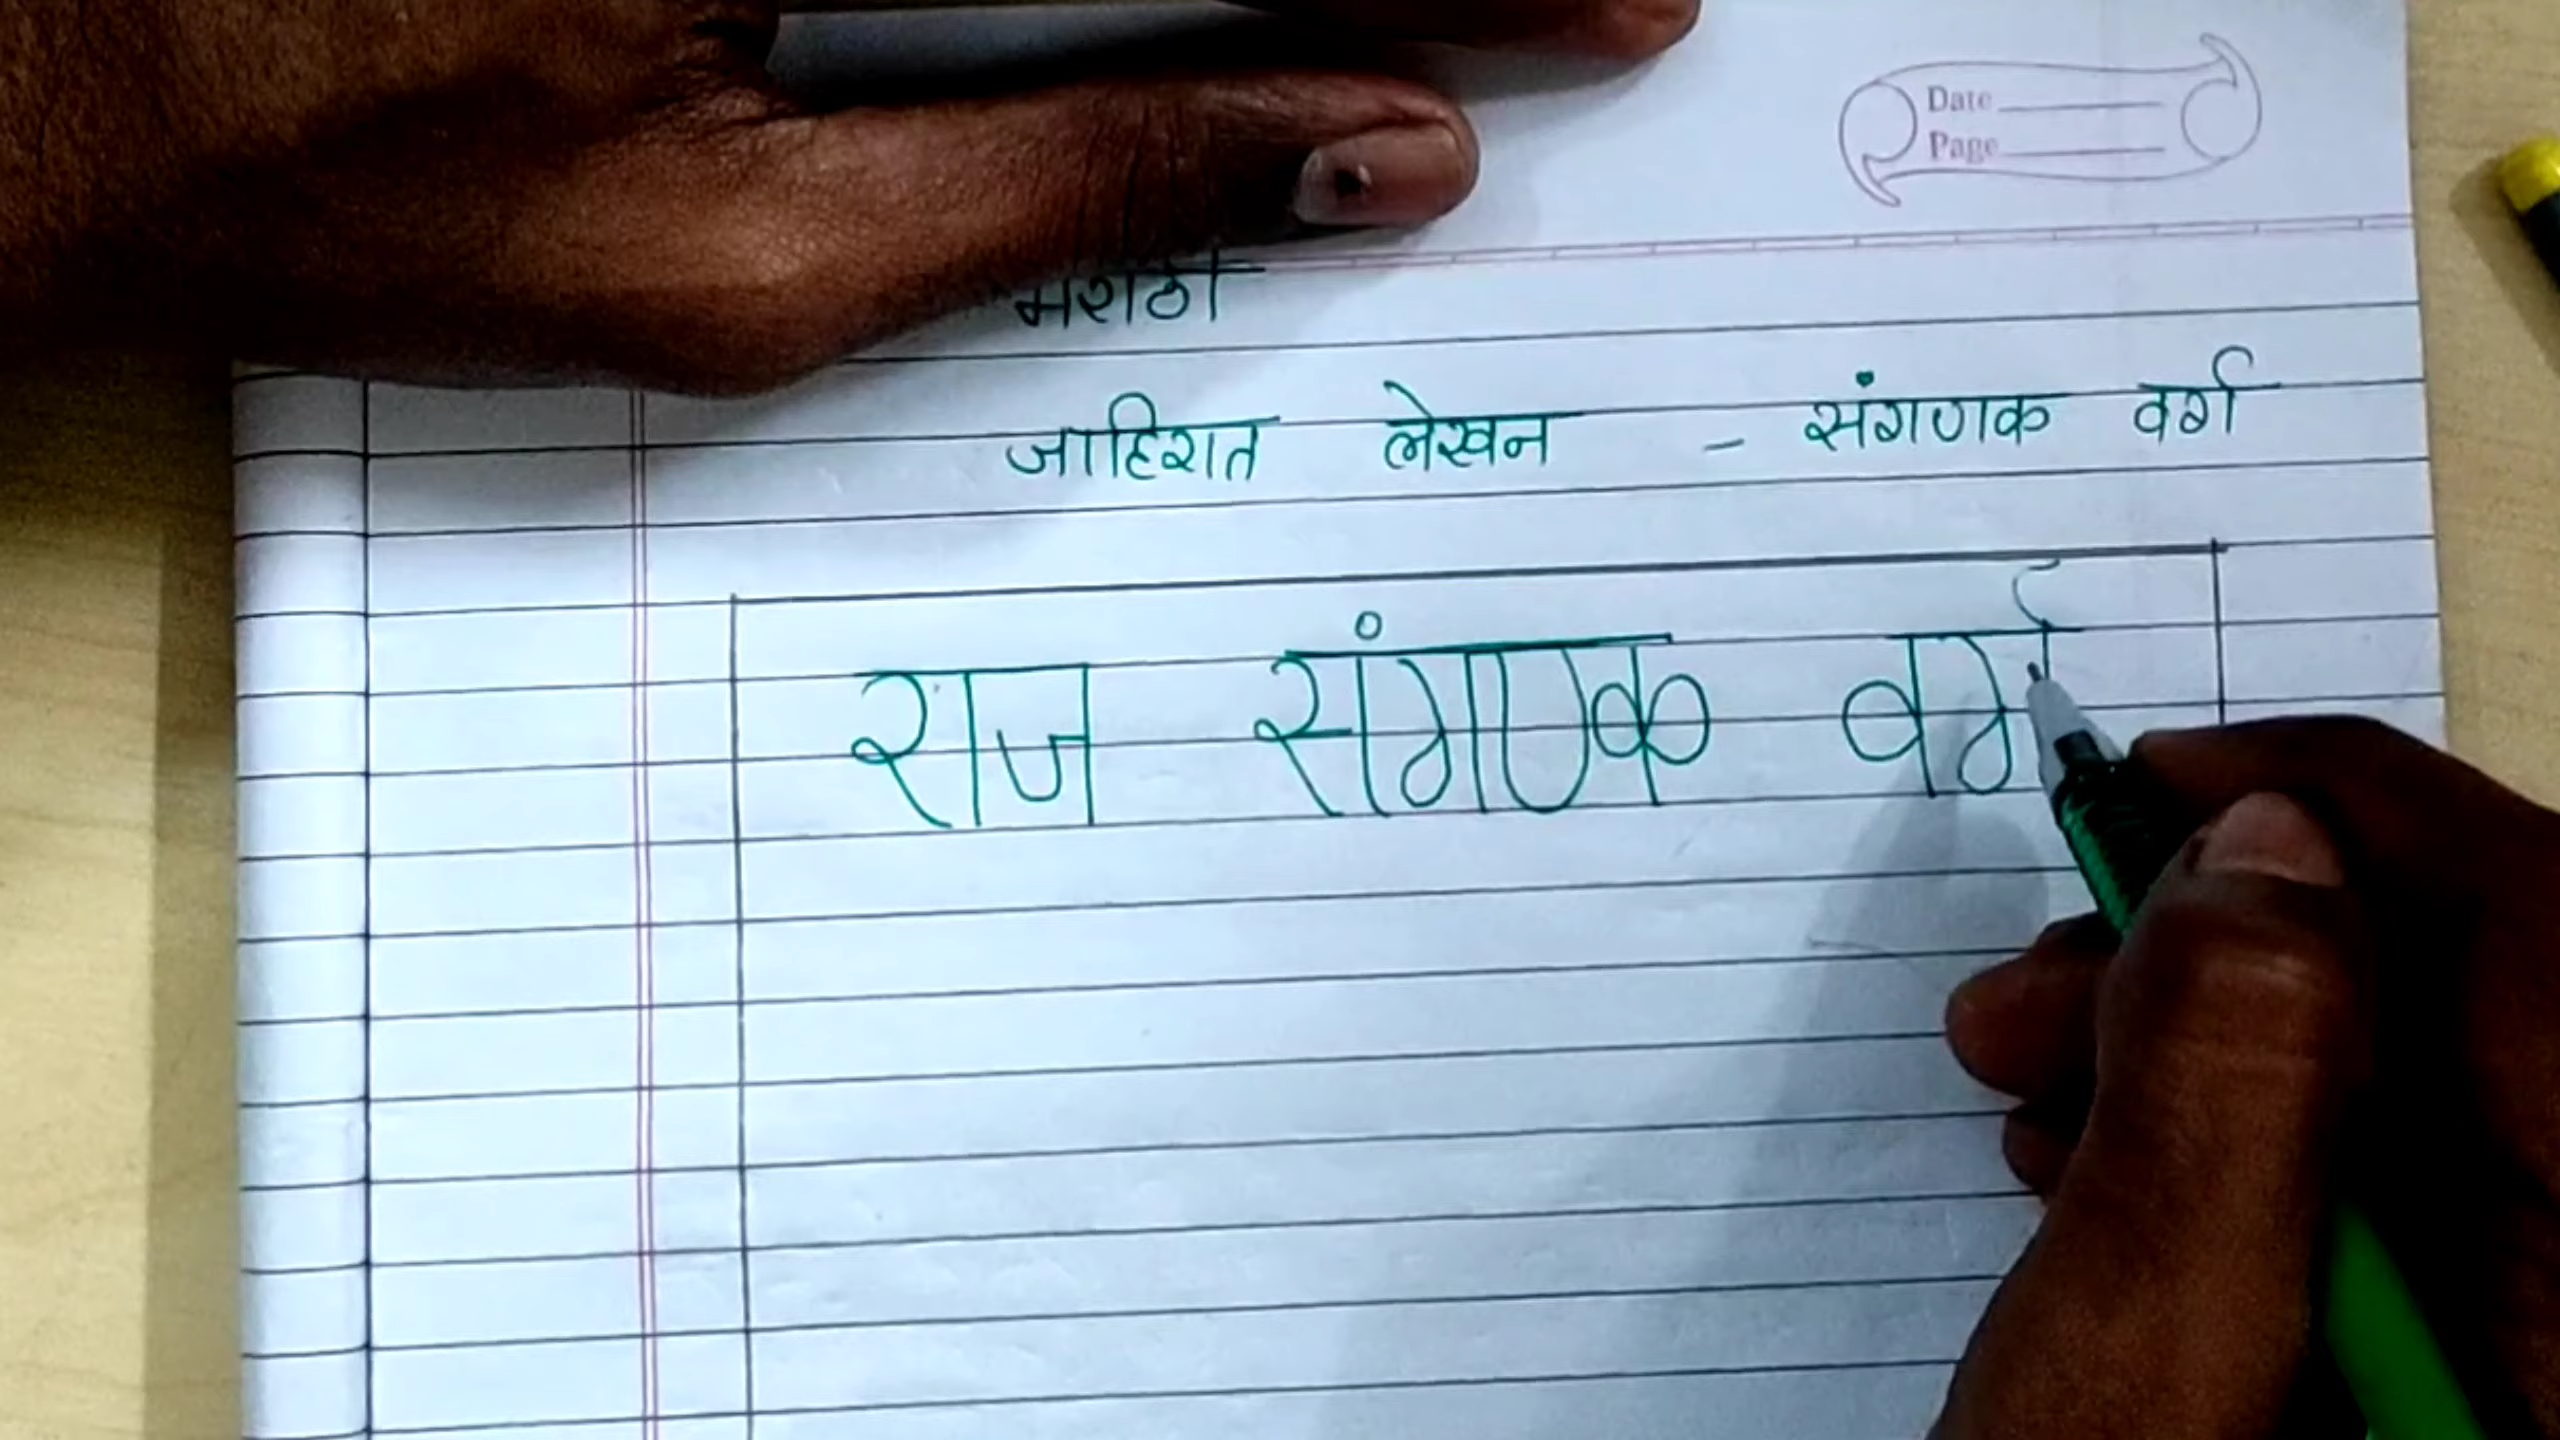 Date
Page
मराठी
जाहिरात लेखन - संगणक वर्ग
राज संगणक वर्ग